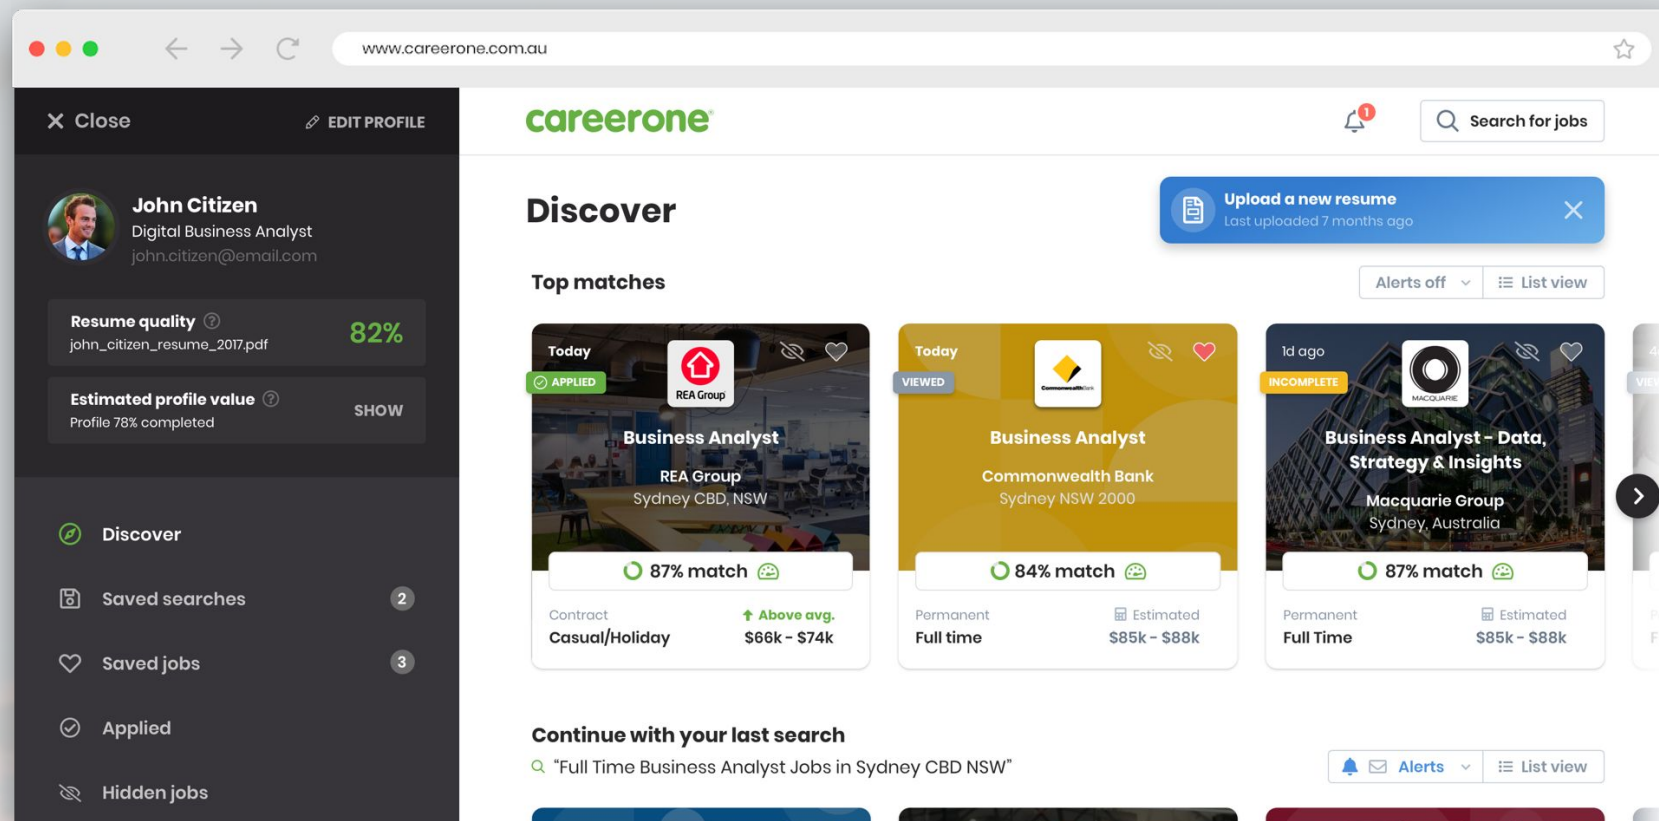 www.careerone.com.au
Close
EDIT PROFILE
John Citizen
Digital Business Analyst
john.citizen@email.com
Resume quality ?
john_citizen_resume_2017.pdf
82%
Estimated profile value ?
Profile 78% completed
SHOW
Discover
Saved searches
2
Saved jobs
3
Applied
Hidden jobs
careerone
1
Search for jobs
Discover
Upload a new resume
Last uploaded 7 months ago
Top matches
Alerts off
List view
Today
APPLIED
REA Group
Business Analyst
REA Group
Sydney CBD, NSW
87% match
Contract
Casual/Holiday
Above avg.
$66k - $74k
Today
VIEWED
CommonwealthBank
Business Analyst
Commonwealth Bank
Sydney NSW 2000
84% match
Permanent
Full time
Estimated
$85k - $88k
1d ago
INCOMPLETE
MACQUARIE
Business Analyst - Data,
Strategy & Insights
Macquarie Group
Sydney, Australia
87% match
Permanent
Full Time
Estimated
$85k - $88k
Continue with your last search
“Full Time Business Analyst Jobs in Sydney CBD NSW”
Alerts
List view